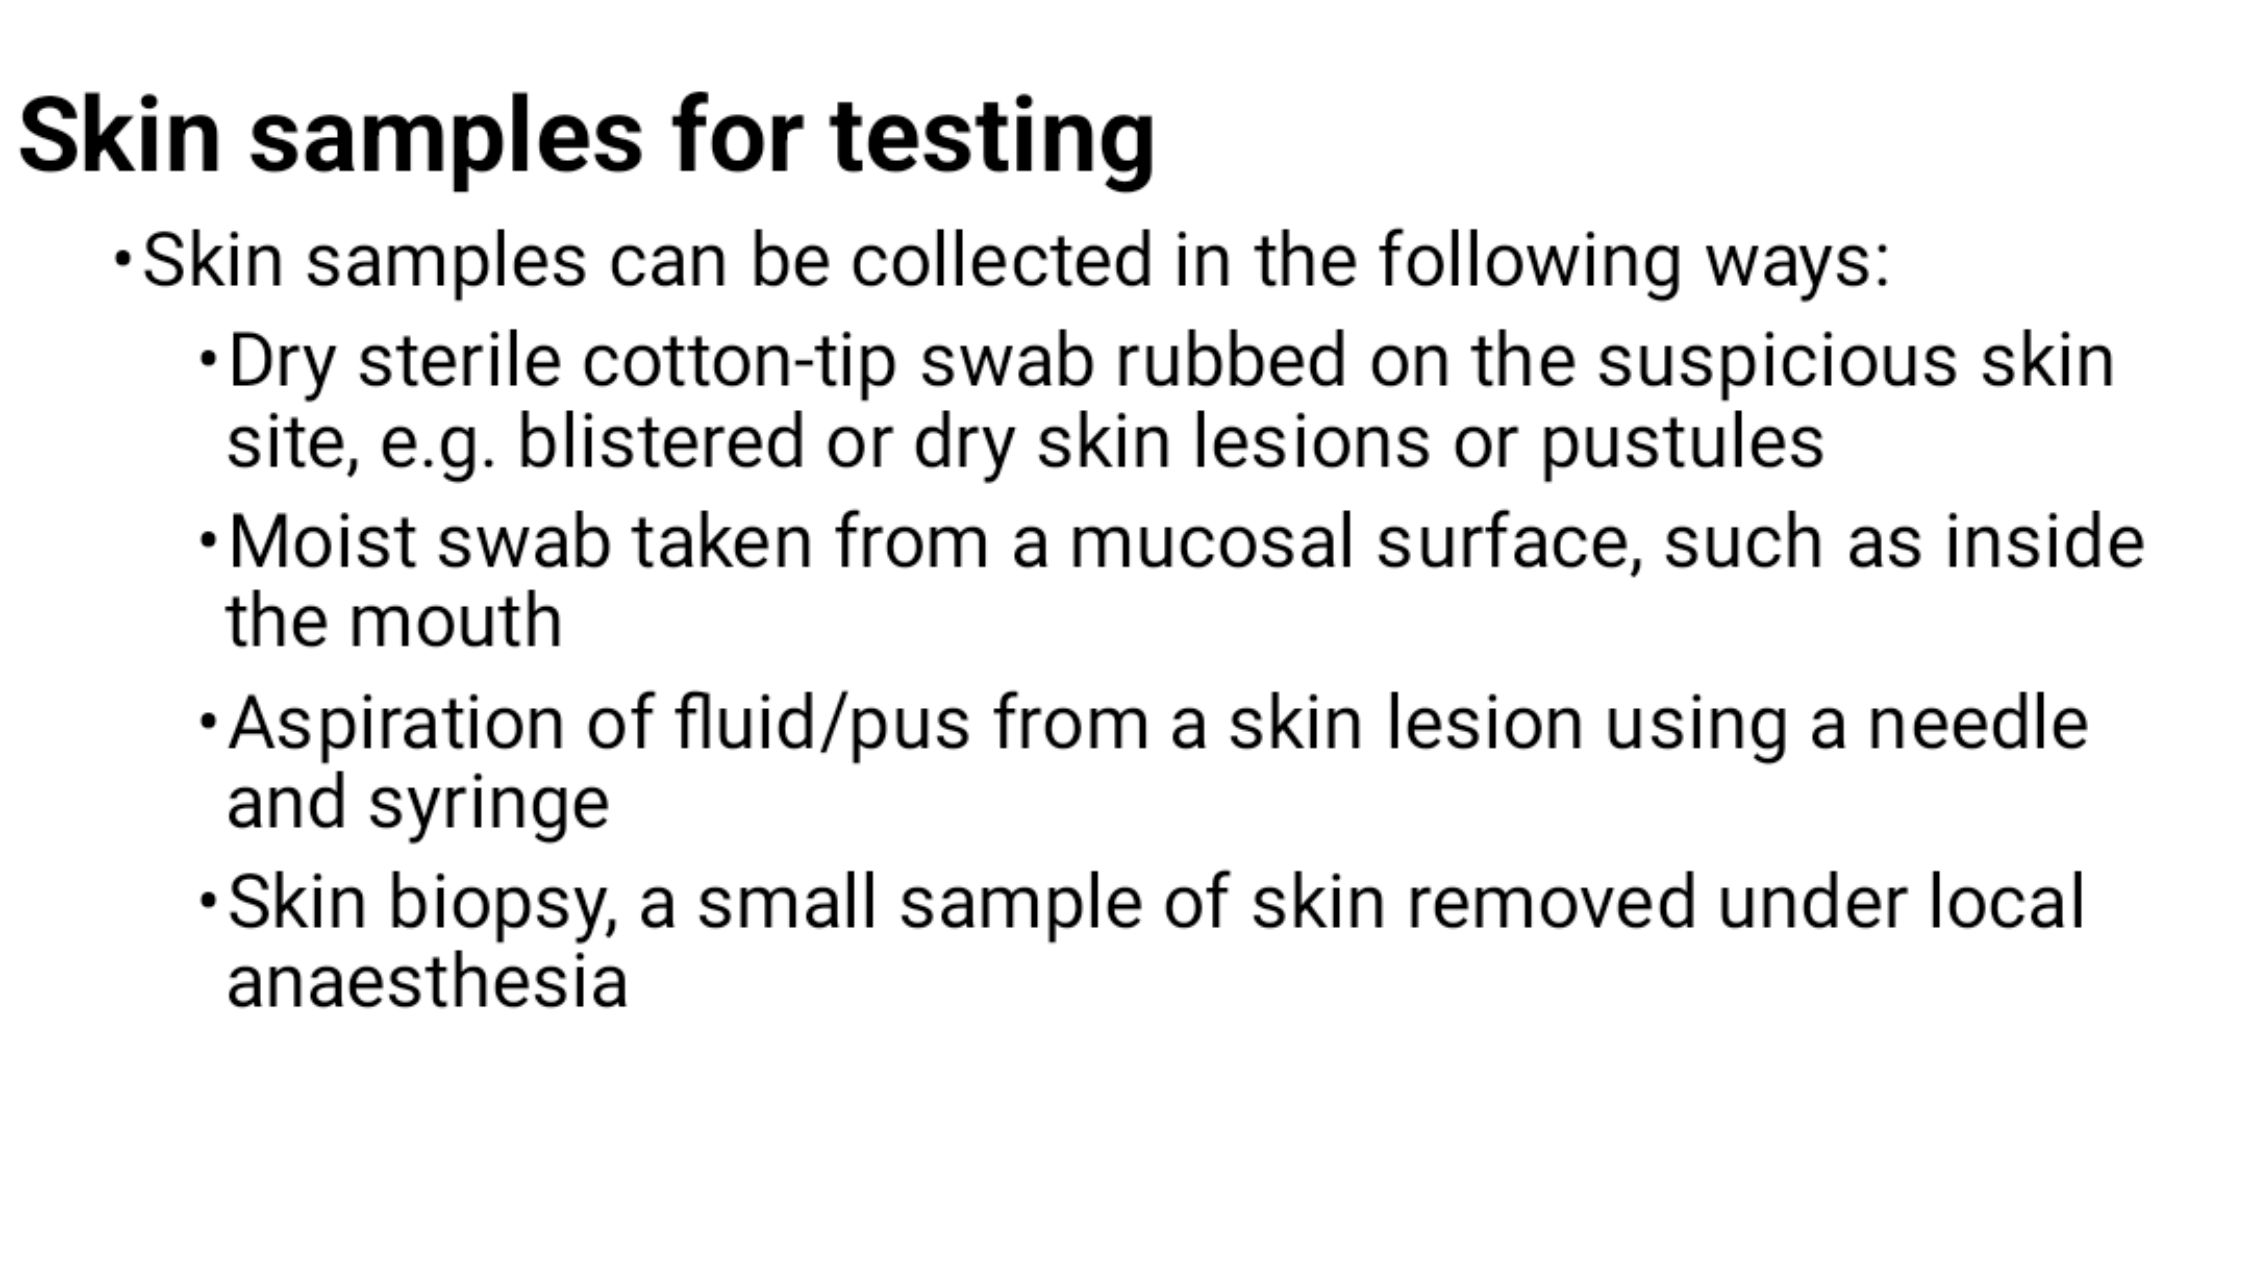 Skin samples for testing
•Skin samples can be collected in the following ways:
•Dry sterile cotton-tip swab rubbed on the suspicious skin
site, e.g. blistered or dry skin lesions or pustules
•Moist swab taken from a mucosal surface, such as inside
the mouth
•Aspiration of fluid/pus from a skin lesion using a needle
and syringe
•Skin biopsy, a small sample of skin removed under local
anaesthesia